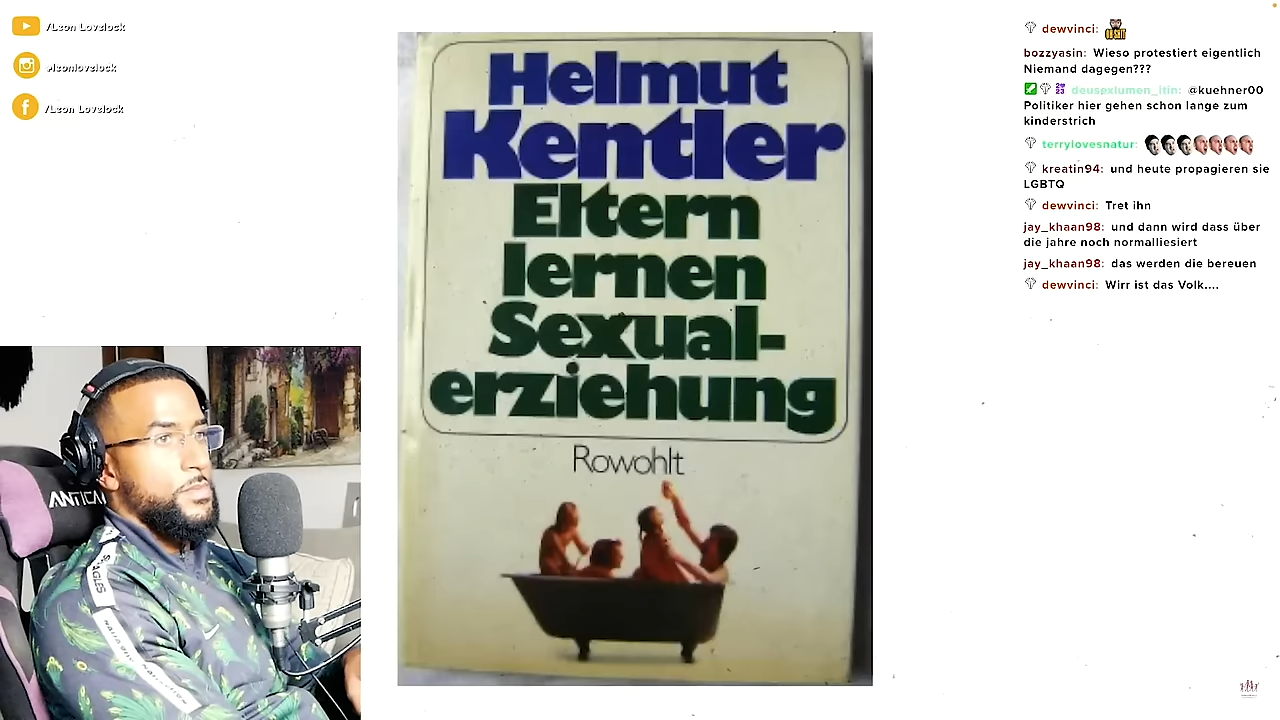 /Leon Lovelock
/leonlovelock
/Leon Lovelock
Helmut
Kentler
Eltern
lernen
Sexual-
erziehung
Rowohlt
ANTICA
dewvinci:
bozzyasin: Wieso protestiert eigentlich
Niemand dagegen???
deusexlumen_itin: @kuehner00
Politiker hier gehen schon lange zum
kinderstrich
terrylovesnatur:
kreatin94: und heute propagieren sie
LGBTQ
dewvinci: Tret ihn
jay_khaan98: und dann wird dass über
die jahre noch normalliesiert
jay_khaan98: das werden die bereuen
dewvinci: Wirr ist das Volk....